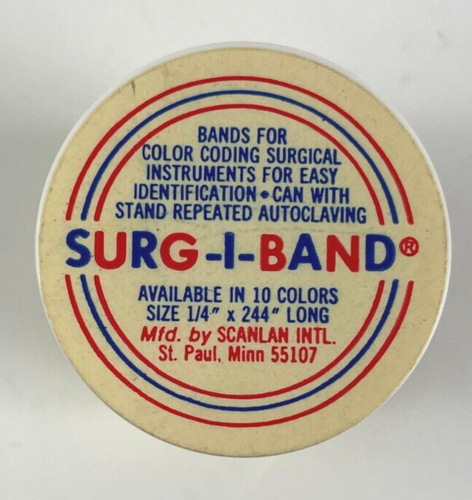 BANDS FOR
COLOR CODING SURGICAL
INSTRUMENTS FOR EASY
IDENTIFICATION • CAN WITH
STAND REPEATED AUTOCLAVING
SURG-I-BAND®
AVAILABLE IN 10 COLORS
SIZE 1/4" x 244" LONG
Mfd. by SCANLAN INTL.
St. Paul, Minn 55107